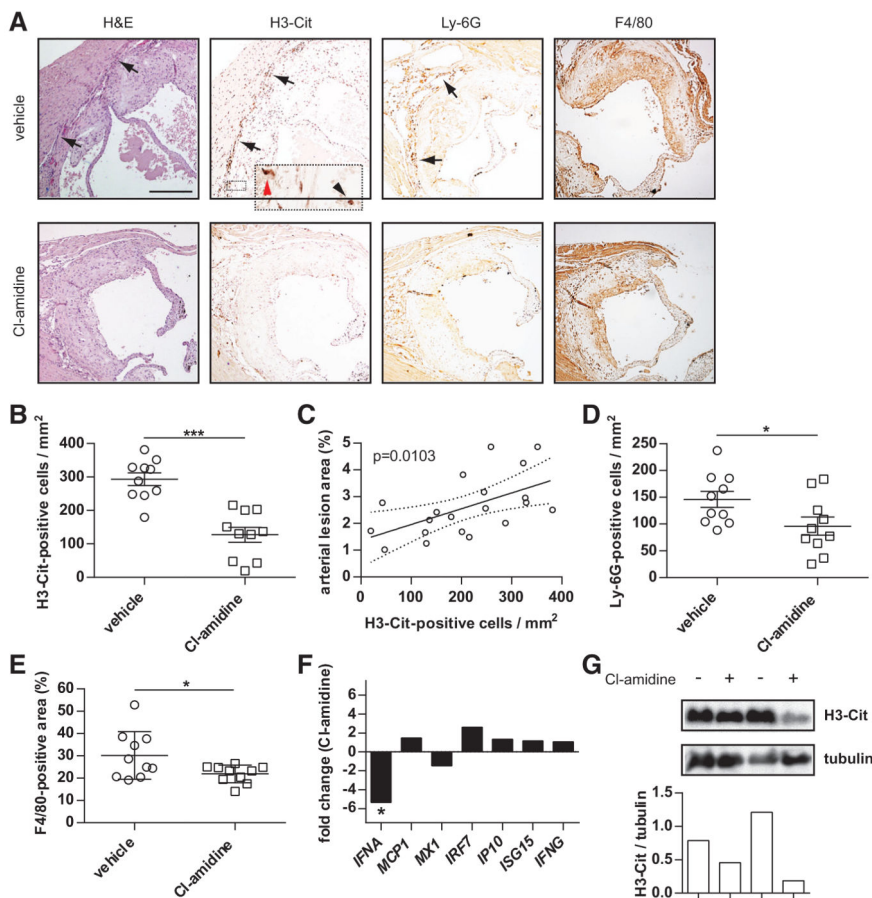 A
H&E H3-Cit Ly-6G F4/80
vehicle
Cl-amidine
B
***
H3-Cit-positive cells / mm2
400
300
200
100
0
vehicle
Cl-amidine
C
p=0.0103
arterial lesion area (%)
5
4
3
2
1
0
0 100 200 300 400
H3-Cit-positive cells / mm2
D
*
Ly-6G-positive cells / mm2
250
200
150
100
50
0
vehicle
Cl-amidine
E
*
F4/80-positive area (%)
60
50
40
30
20
10
0
vehicle
Cl-amidine
F
fold change (Cl-amidine)
6
4
2
0
-2
-4
-6
*
IFNA
MCP1
MX1
IRF7
IP10
ISG15
IFNG
G
Cl-amidine - + - +
H3-Cit
tubulin
H3-Cit / tubulin
1.5
1.0
0.5
0.0